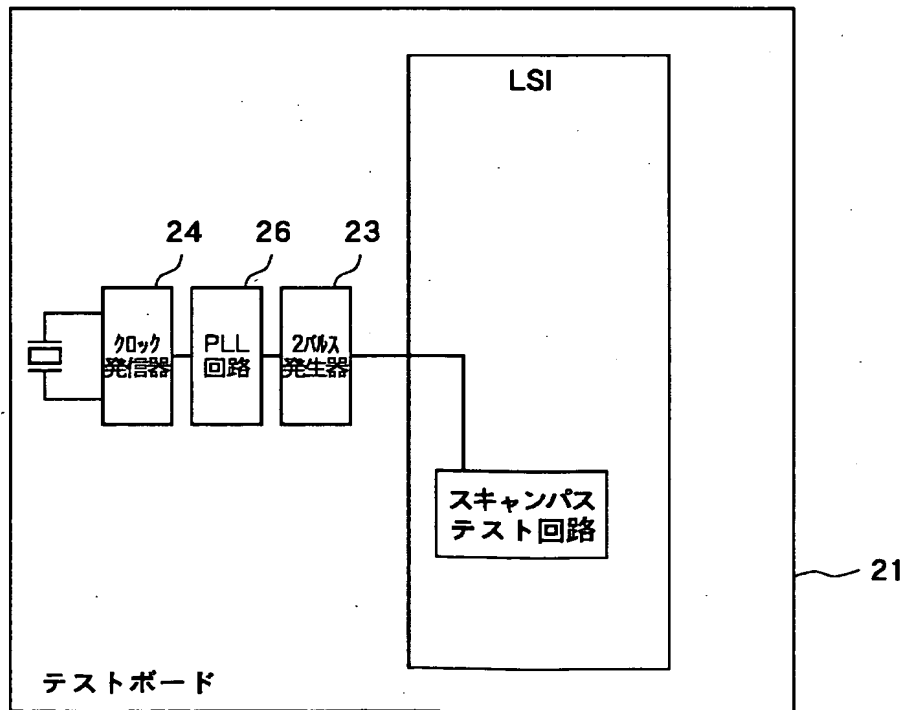 LSI
24
26
23
クロック
発信器
PLL
回路
2パルス
発生器
スキャンパス
テスト回路
21
テストボード